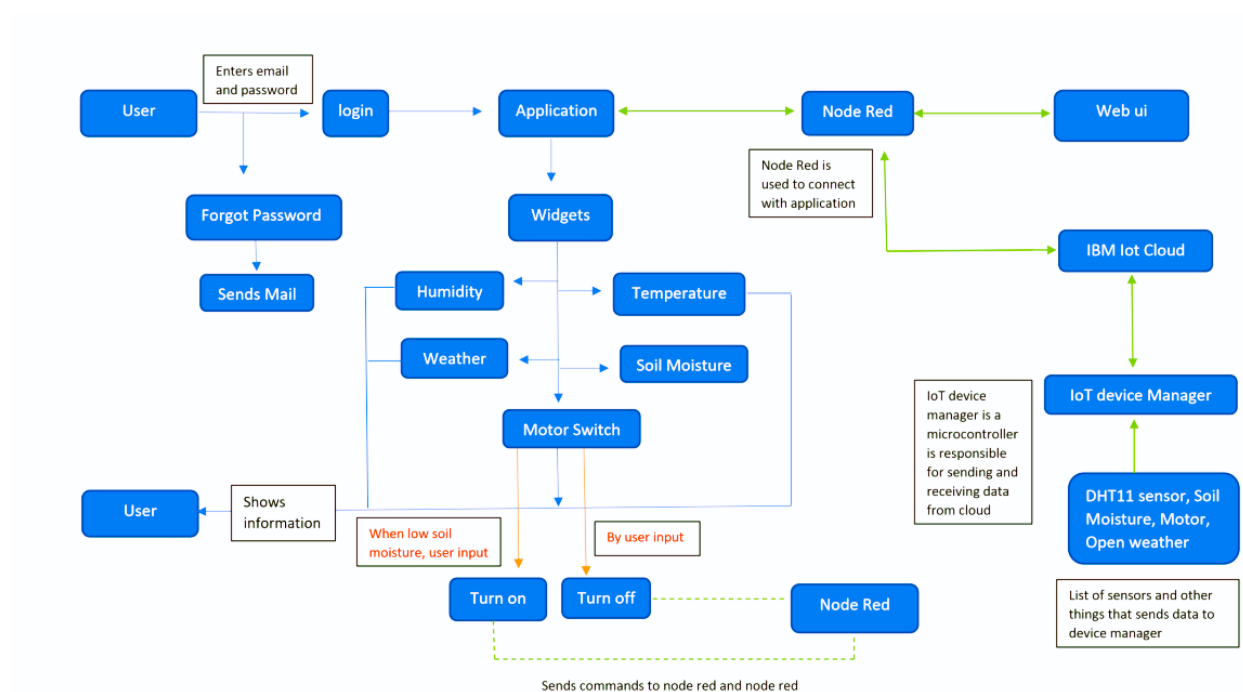 Enters email
and password
User
login
Application
Node Red
Web ui
Node Red is
used to connect
with application
Forgot Password
Widgets
IBM Iot Cloud
Sends Mail
Humidity
Temperature
Weather
Soil Moisture
IoT device
manager is a
microcontroller
is responsible
for sending and
receiving data
from cloud
IoT device Manager
Motor Switch
User
Shows
information
When low soil
moisture, user input
By user input
DHT11 sensor, Soil
Moisture, Motor,
Open weather
Turn on
Turn off
Node Red
List of sensors and other
things that sends data to
device manager
Sends commands to node red and node red